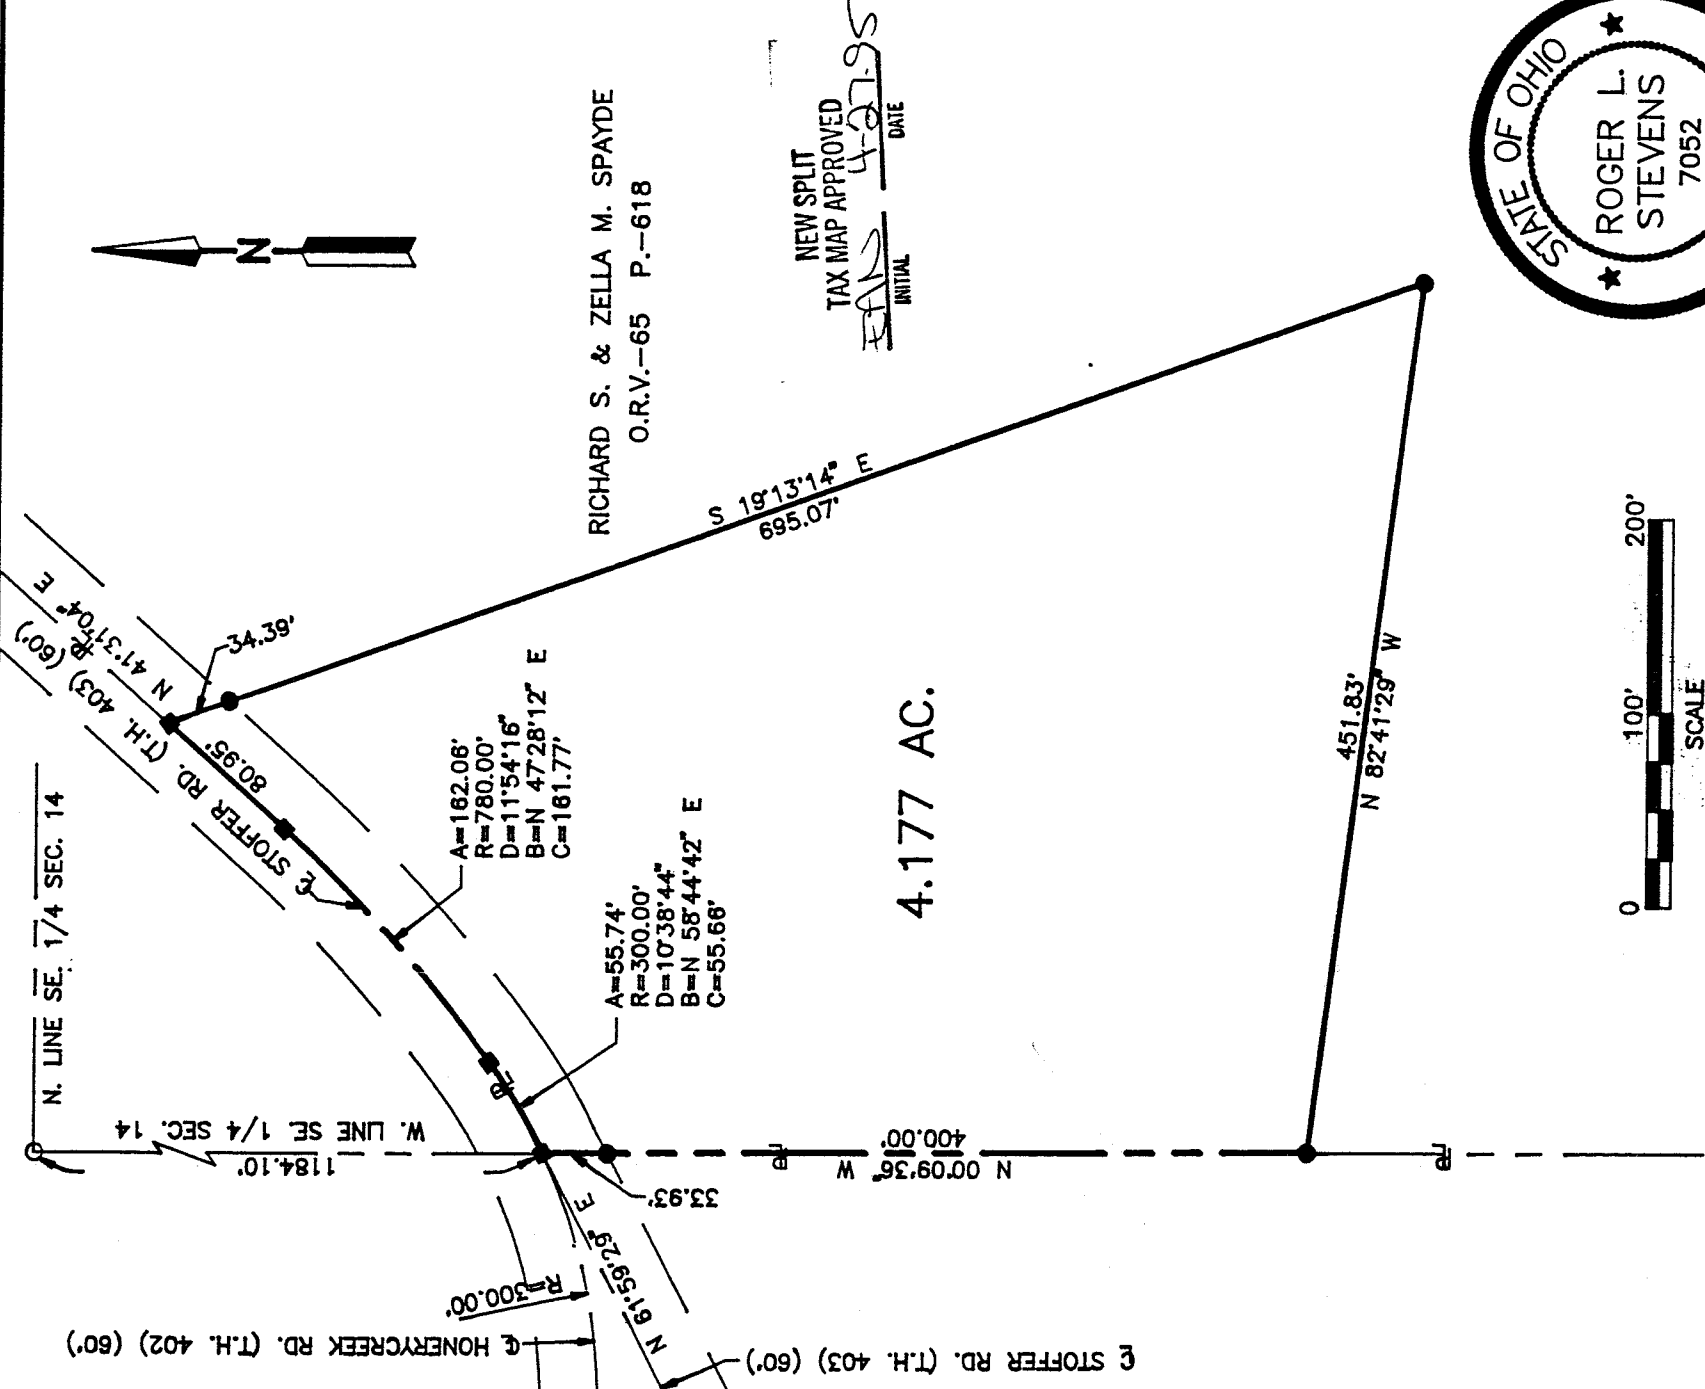 N. LINE SE. 1/4 SEC. 14
W. LINE SE. 1/4 SEC. 14
1184.10'
N 41°31'04" E
STOFFER RD. (T.H. 403) (60')
80.95'
34.39'
RICHARD S. & ZELLA M. SPAYDE
O.R.V.-65 P.-618
NEW SPLIT
TAX MAP APPROVED
4-27-95
INITIAL
DATE
STATE OF OHIO
ROGER L.
STEVENS
7052
N
S 19°13'14" E
695.07'
A=162.06'
R=780.00'
D=11°54'16"
B=N 47°28'12" E
C=161.77'
A=55.74'
R=300.00'
D=10°38'44"
B=N 58°44'42" E
C=55.66'
4.177 AC.
451.83'
N 82°41'29" W
400.00'
N 00°09'36" W
33.93'
R=300.00'
N 61°59'29" E
HONERYCREEK RD. (T.H. 402) (60')
STOFFER RD. (T.H. 403) (60')
0 100' 200'
SCALE